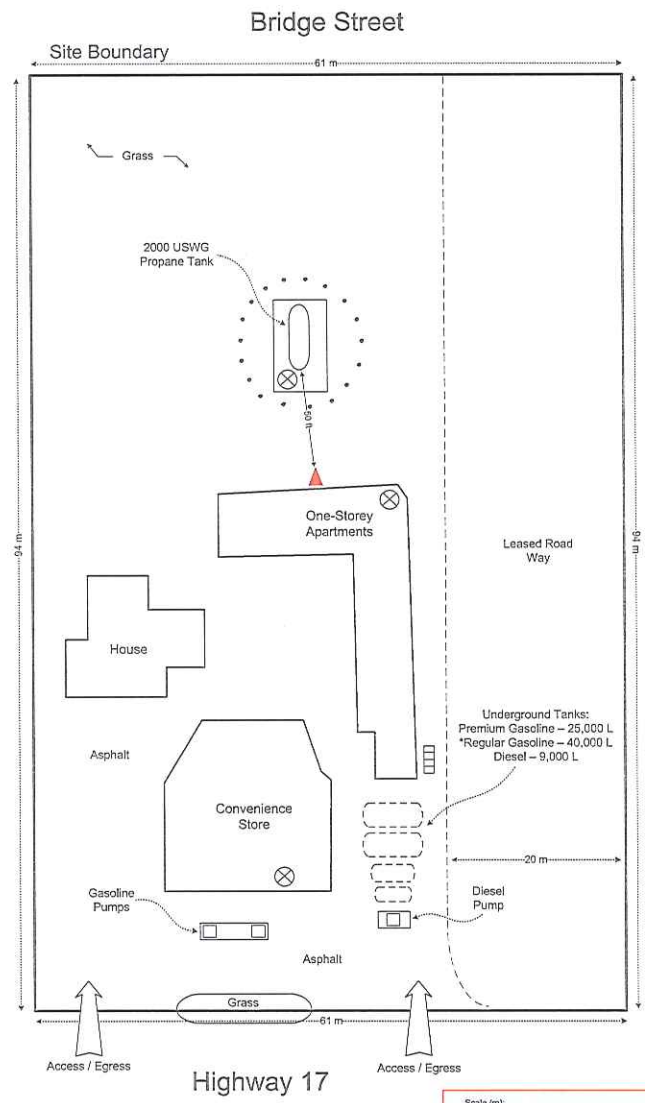 Bridge Street
Site Boundary
61 m
Grass
2000 USWG
Propane Tank
50 ft
One-Storey
Apartments
94 m
Leased Road
Way
94 m
House
Underground Tanks:
Premium Gasoline – 25,000 L
*Regular Gasoline – 40,000 L
Diesel – 9,000 L
Asphalt
Convenience
Store
20 m
Gasoline
Pumps
Diesel
Pump
Asphalt
Grass
61 m
Access / Egress
Access / Egress
Highway 17
Scale (m):